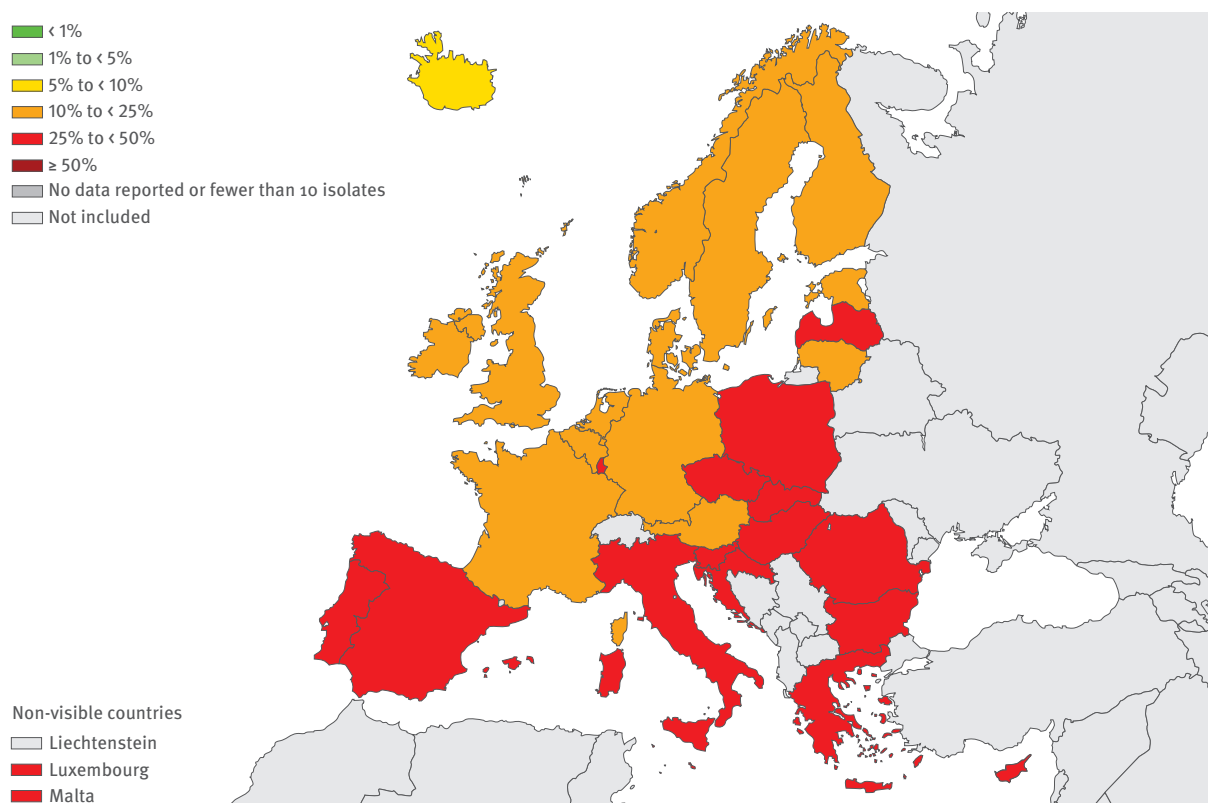 < 1%
1% to < 5%
5% to < 10%
10% to < 25%
25% to < 50%
≥ 50%
No data reported or fewer than 10 isolates
Not included
Non-visible countries
Liechtenstein
Luxembourg
Malta